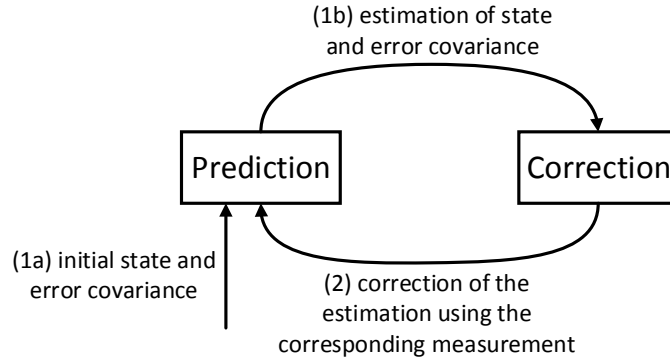 (1b) estimation of state
and error covariance
Prediction
Correction
(1a) initial state and
error covariance
(2) correction of the
estimation using the
corresponding measurement